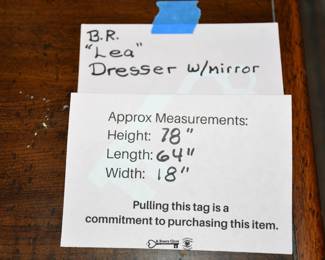 B.R.
"Lea"
Dresser w/mirror
Approx Measurements:
Height: 78"
Length: 64"
Width: 18"
Pulling this tag is a
commitment to purchasing this item.